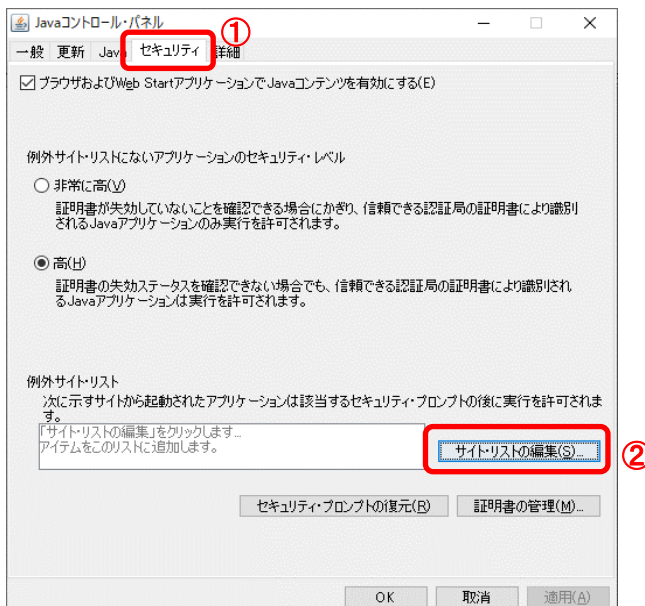 Javaコントロール・パネル
①
一般 更新 Java セキュリティ 詳細
ブラウザおよびWeb StartアプリケーションでJavaコンテンツを有効にする(E)
例外サイト・リストにないアプリケーションのセキュリティ・レベル
非常に高(V)
証明書が失効していないことを確認できる場合にかぎり、信頼できる認証局の証明書により識別
されるJavaアプリケーションのみ実行を許可されます。
高(H)
証明書の失効ステータスを確認できない場合でも、信頼できる認証局の証明書により識別され
るJavaアプリケーションは実行を許可されます。
例外サイト・リスト
次に示すサイトから起動されたアプリケーションは該当するセキュリティ・プロンプトの後に実行を許可されま
す。
「サイト・リストの編集」をクリックします...
アイテムをこのリストに追加します。
サイト・リストの編集(S)...
②
セキュリティ・プロンプトの復元(R) 証明書の管理(M)...
OK 取消 適用(A)